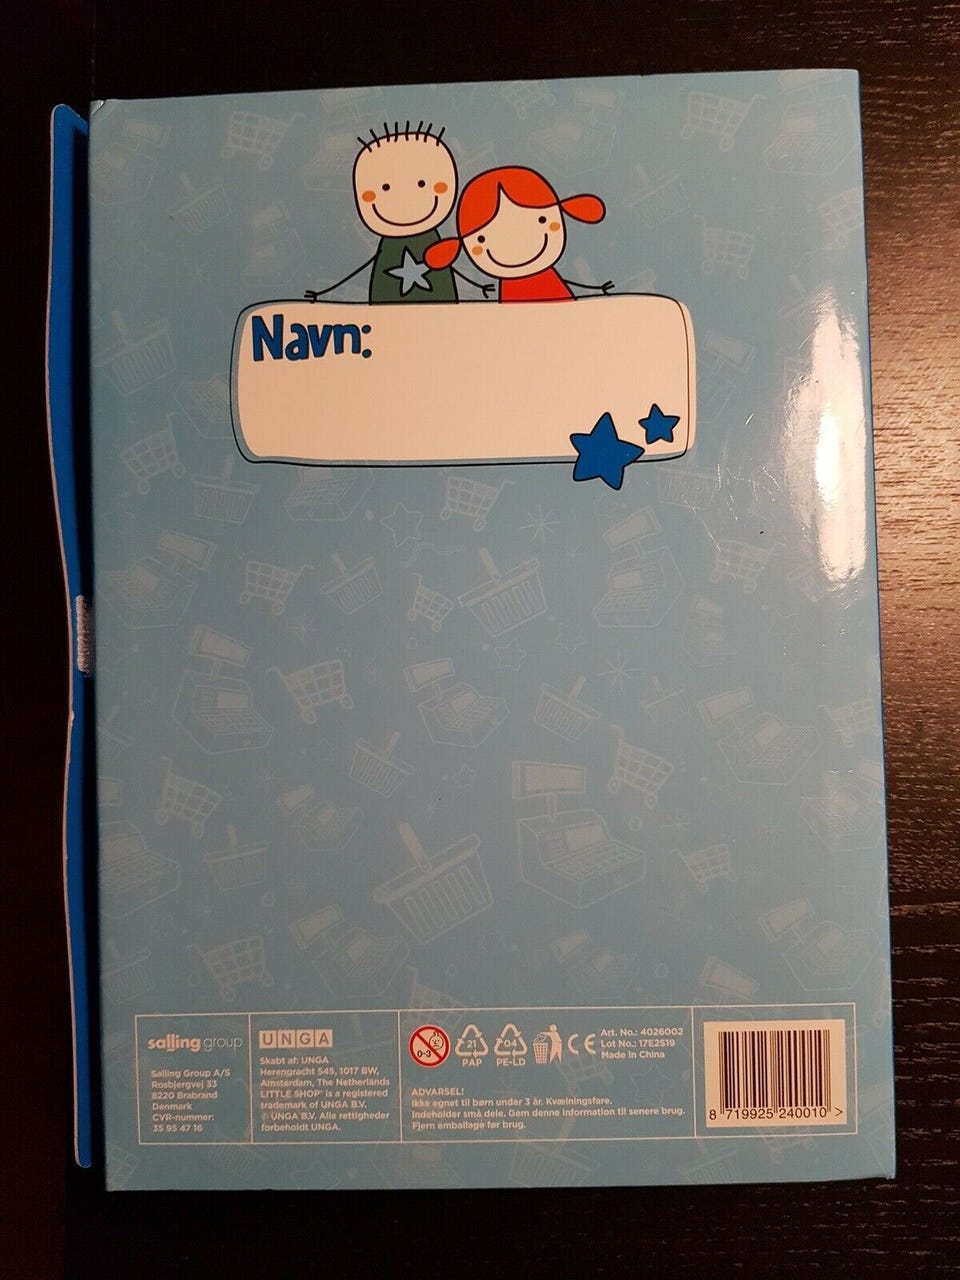 Navn:
salling group
Salling Group A/S
Rosbjergvej 33
8220 Brabrand
Denmark
CVR-nummer:
35 95 47 16
UNGA
Skabt af: UNGA
Herengracht 545, 1017 BW,
Amsterdam, The Netherlands
LITTLE SHOP® is a registered
trademark of UNGA B.V.
© UNGA B.V. Alle rettigheder
forbeholdt UNGA.
0-3
21
PAP
04
PE-LD
CE
Art. No.: 4026002
Lot No.: 17E2519
Made in China
ADVARSEL!
Ikke egnet til børn under 3 år. Kvælningsfare.
Indeholder små dele. Gem denne information til senere brug.
Fjern emballage før brug.
8 719925 240010 >